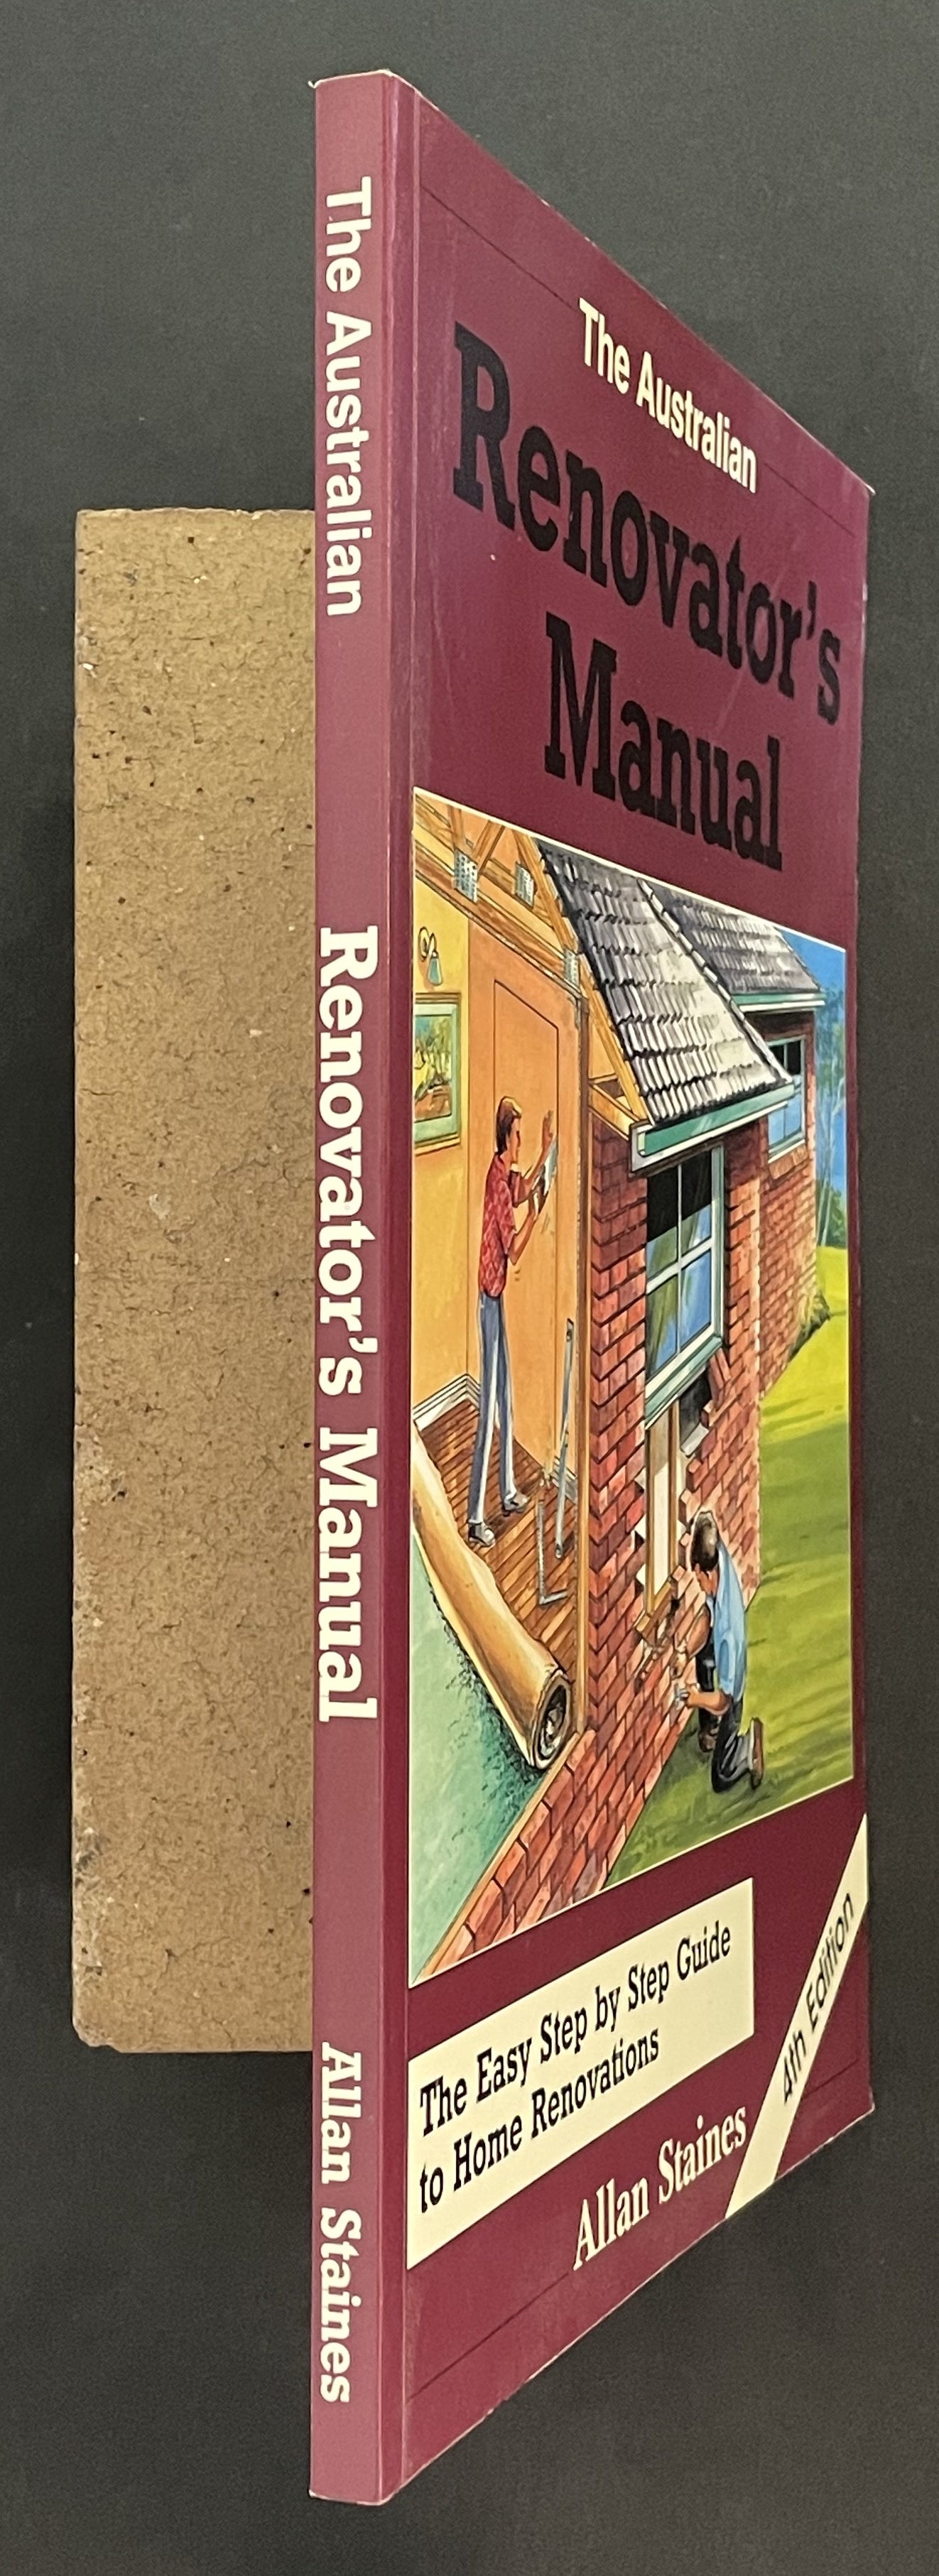 The Australian Renovator's Manual Allan Staines
The Australian
Renovator's
Manual
The Easy Step by Step Guide
to Home Renovations
Allan Staines
4th Edition